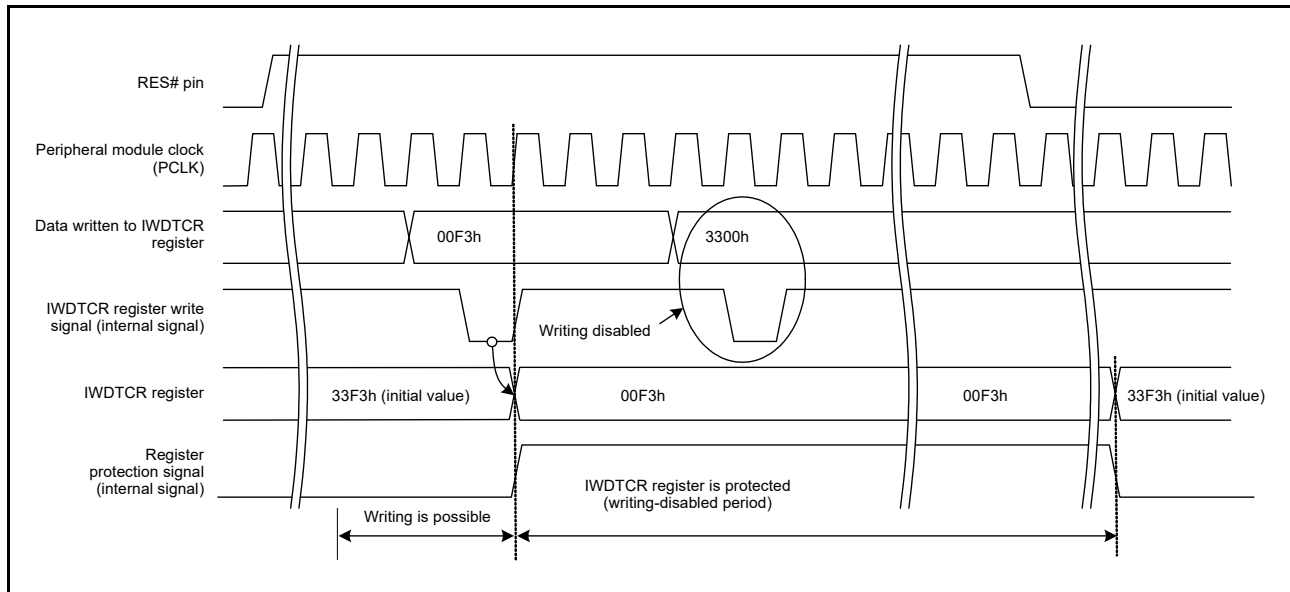 RES# pin
Peripheral module clock
(PCLK)
Data written to IWDTCR
register
00F3h
3300h
IWDTCR register write
signal (internal signal)
Writing disabled
IWDTCR register
33F3h (initial value)
00F3h
00F3h
33F3h (initial value)
Register
protection signal
(internal signal)
IWDTCR register is protected
(writing-disabled period)
Writing is possible